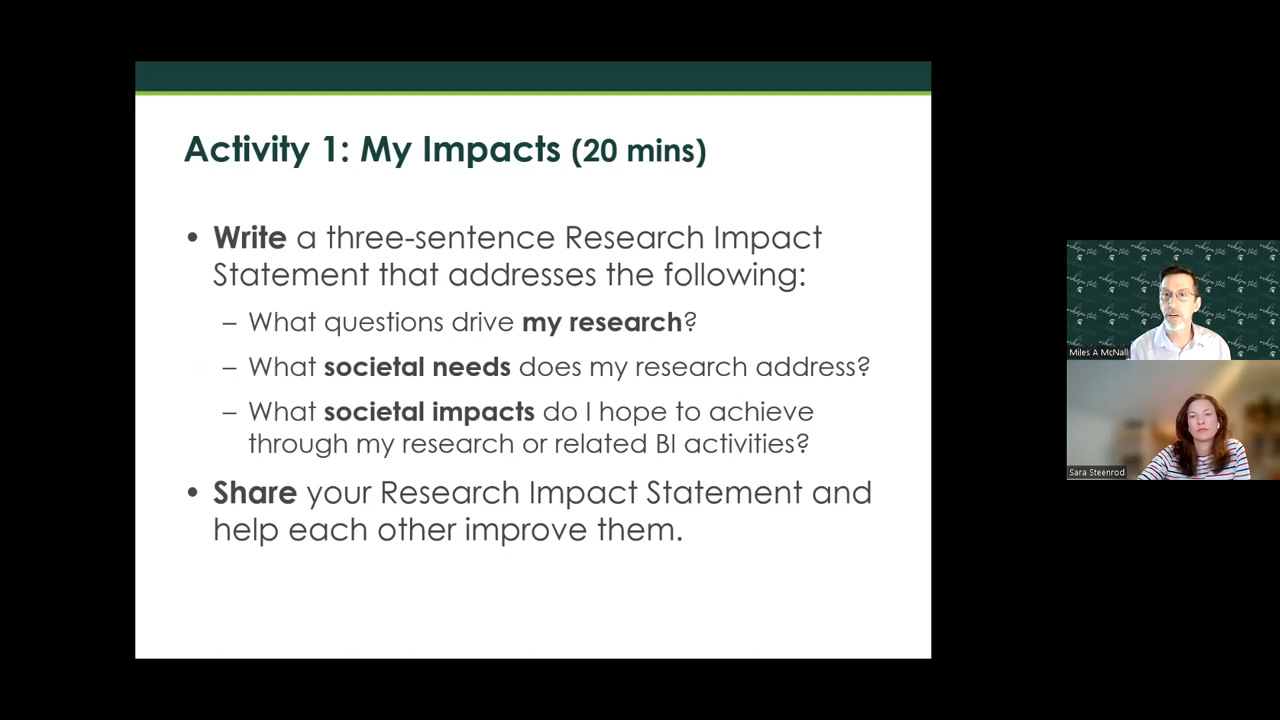 Activity 1: My Impacts (20 mins)
• Write a three-sentence Research Impact
Statement that addresses the following:
– What questions drive my research?
– What societal needs does my research address?
– What societal impacts do I hope to achieve
through my research or related BI activities?
• Share your Research Impact Statement and
help each other improve them.
Miles A McNall
Sara Steenrod